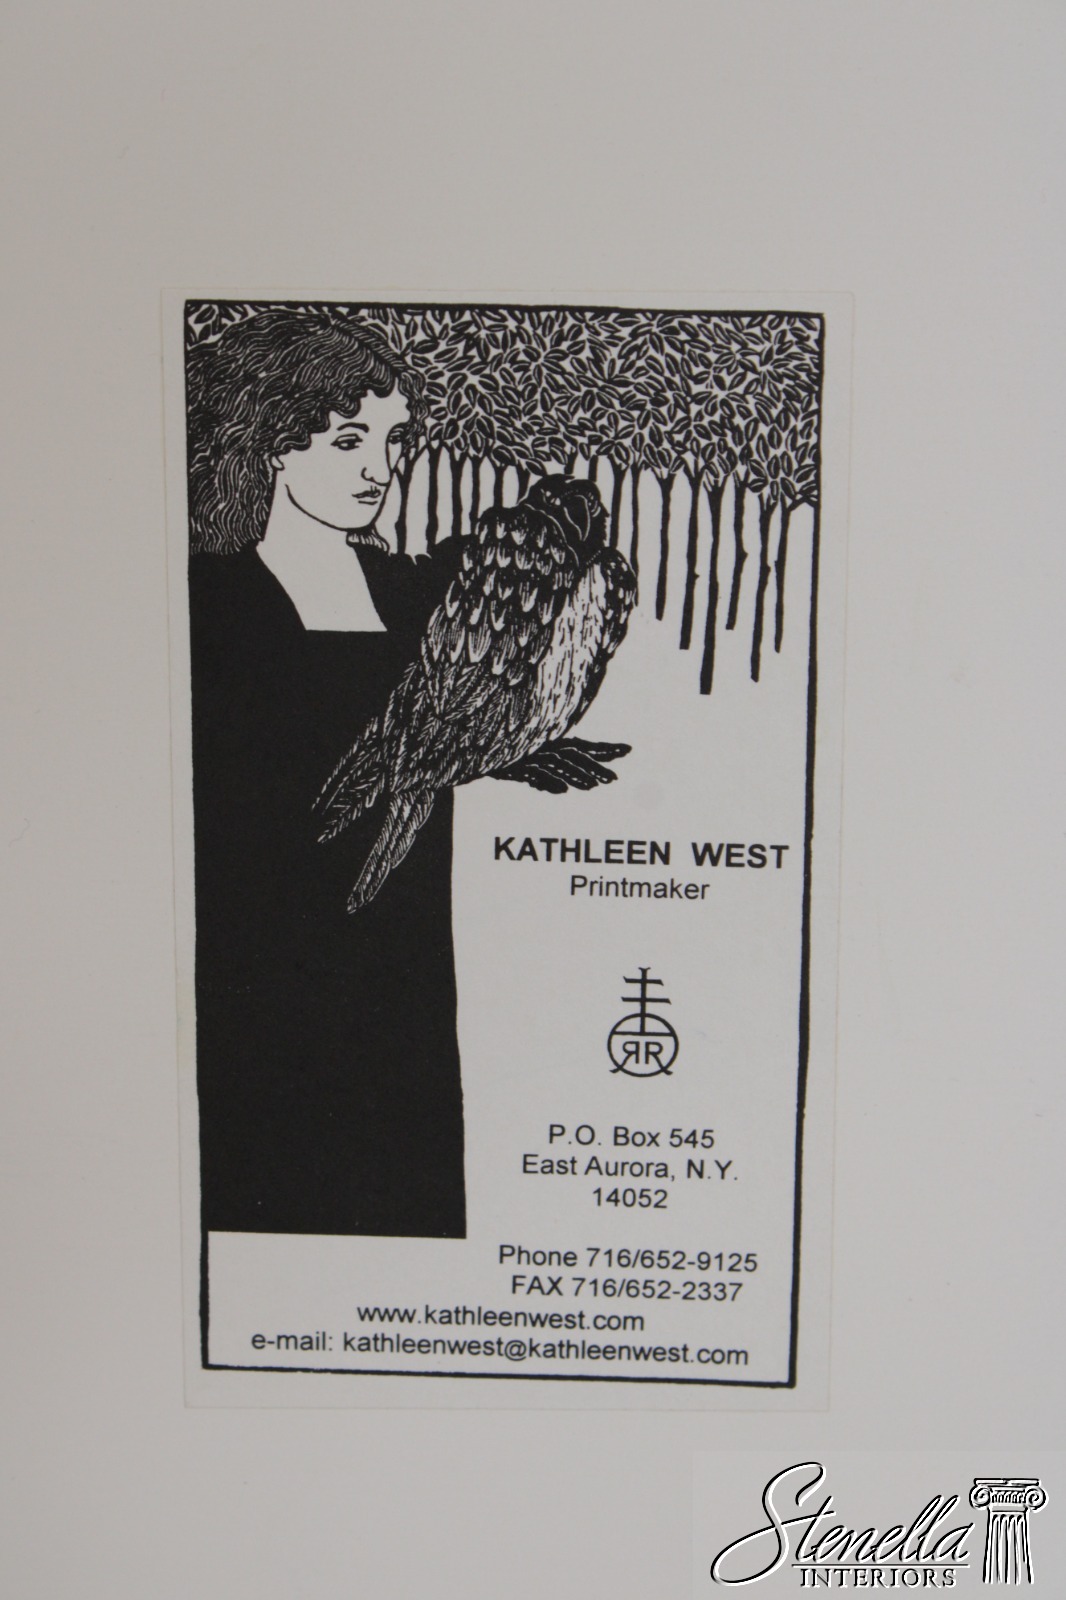 KATHLEEN WEST
Printmaker
RR
P.O. Box 545
East Aurora, N.Y.
14052
Phone 716/652-9125
FAX 716/652-2337
www.kathleenwest.com
e-mail: kathleenwest@kathleenwest.com
Stenella
INTERIORS